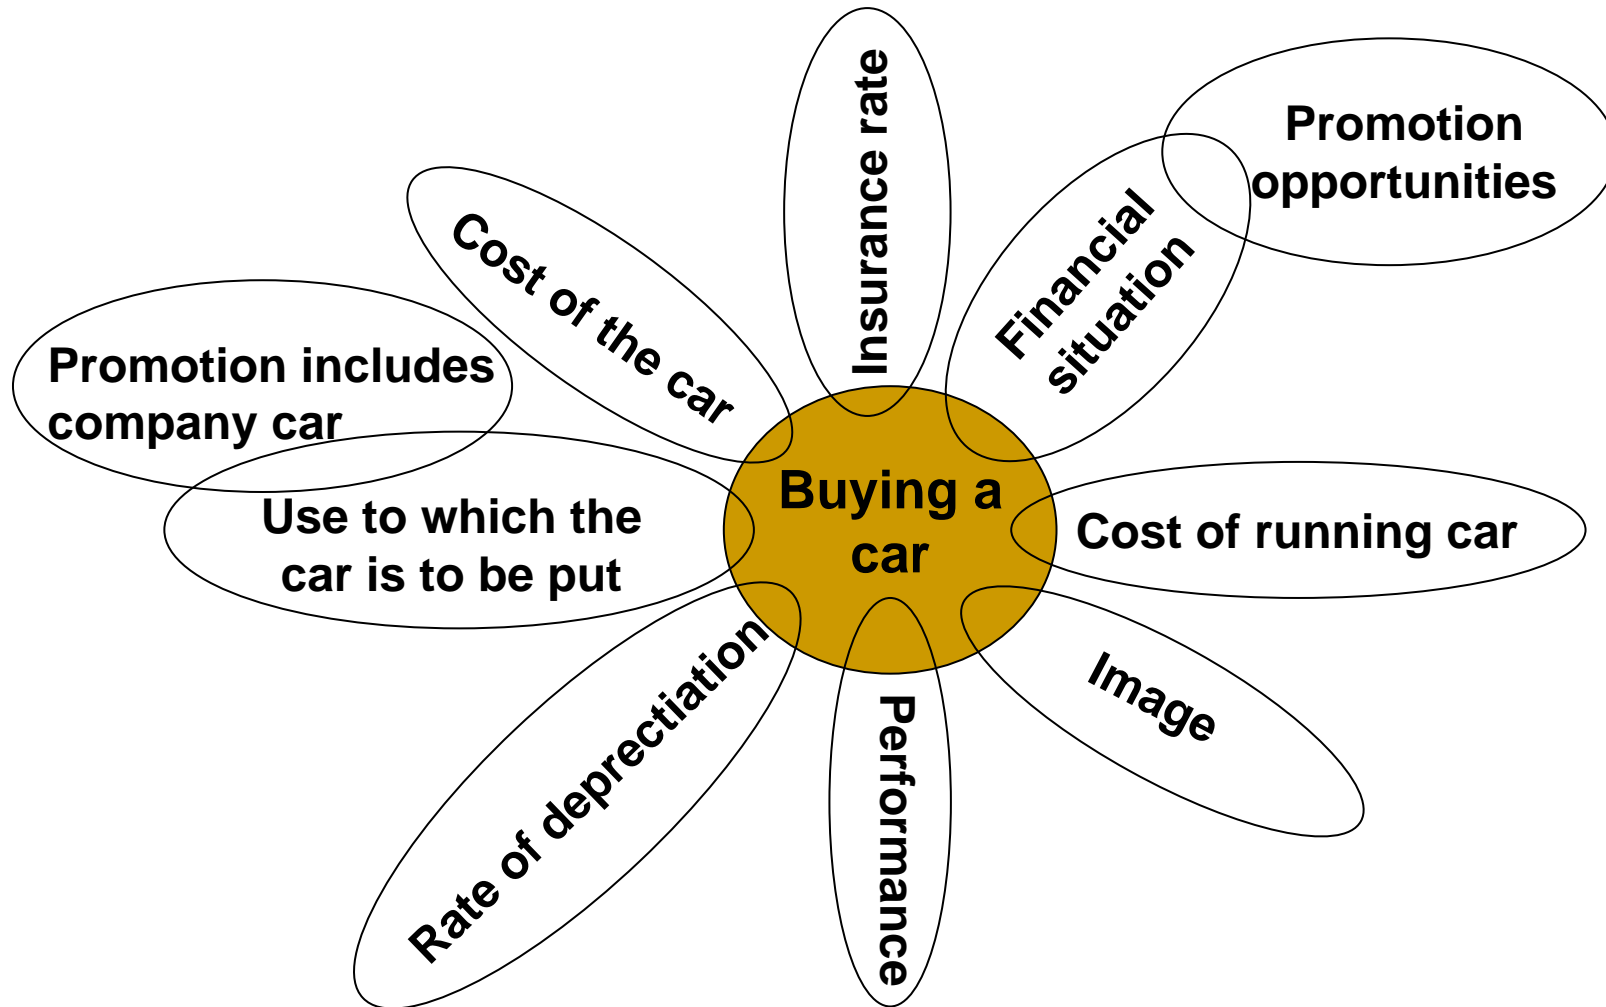 Insurance rate
Promotion
opportunities
Financial
situation
Cost of the car
Promotion includes
company car
Buying a
car
Use to which the
car is to be put
Cost of running car
Image
Performance
Rate of deprectiation